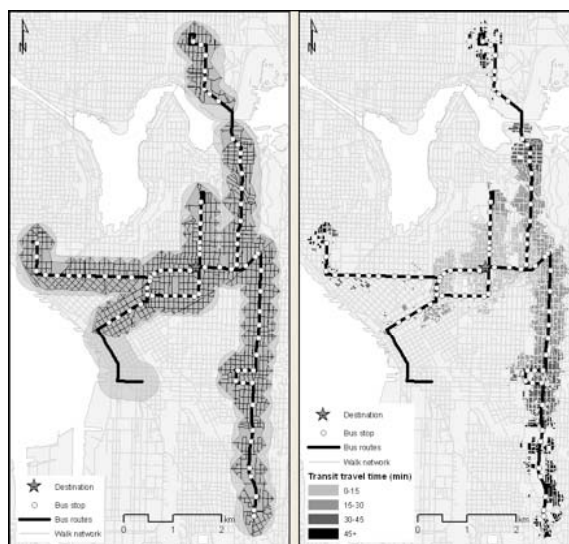 N
Destination
Bus stop
Bus routes
Walk network
0
1
2
km
N
Destination
Bus stop
Bus routes
Walk network
Transit travel time (min)
0-15
15-30
30-45
45+
0
1
2
km